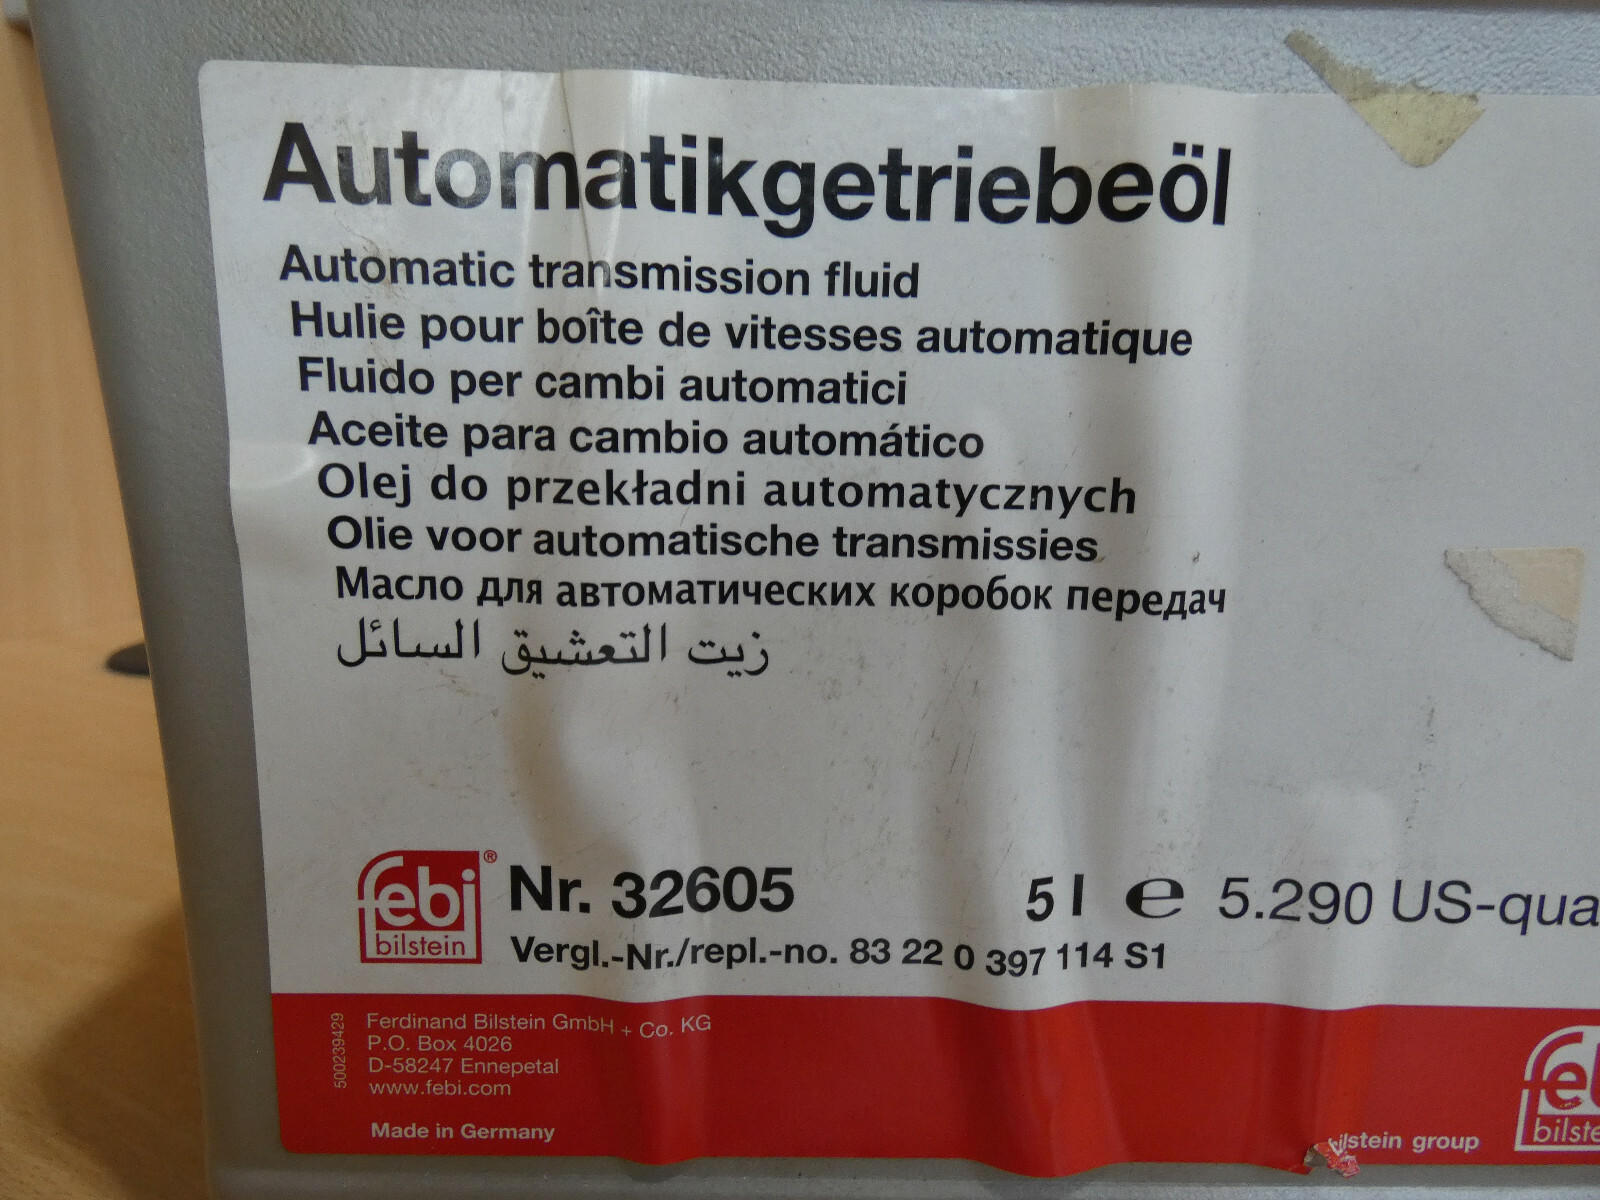 Automatikgetriebeöl
Automatic transmission fluid
Hulie pour boîte de vitesses automatique
Fluido per cambi automatici
Aceite para cambio automático
Olej do przekładni automatycznych
Olie voor automatische transmissies
Масло для автоматических коробок передач
زيت التعشيق السائل
febi® Nr. 32605 5 l ℮ 5.290 US-qua
bilstein Vergl.-Nr./repl.-no. 83 22 0 397 114 S1
500239429
Ferdinand Bilstein GmbH + Co. KG
P.O. Box 4026
D-58247 Ennepetal
www.febi.com
Made in Germany
ilstein group
feb
bilste